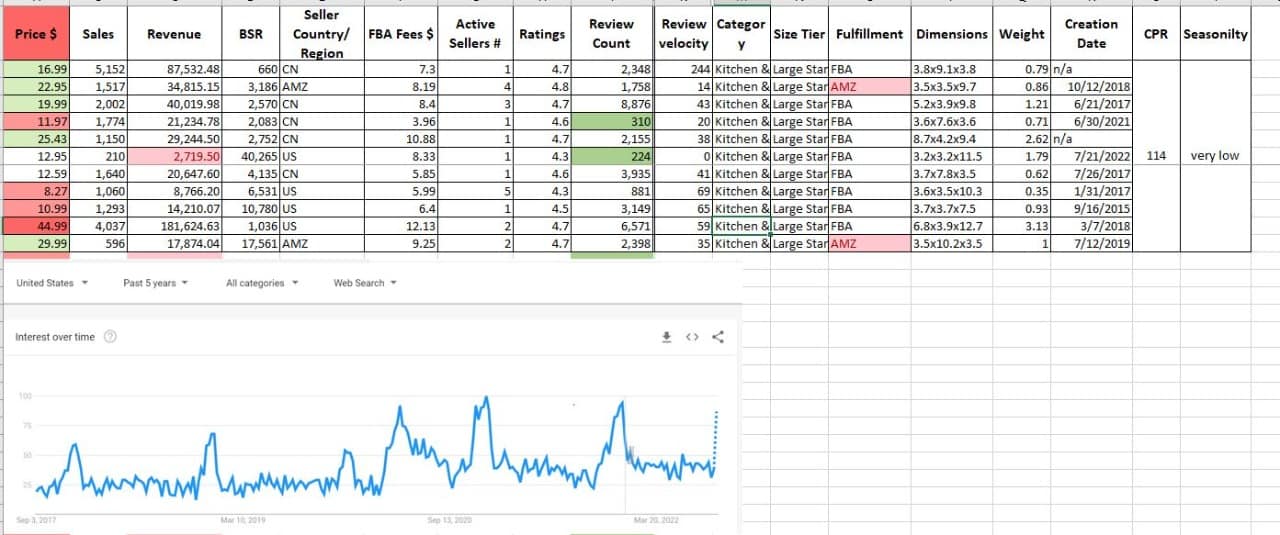 Price $ Sales Revenue BSR Seller Country/ Region FBA Fees $ Active Sellers # Ratings Review Count Review velocity Categor y Size Tier Fulfillment Dimensions Weight Creation Date CPR Seasonilty
16.99 5,152 87,532.48 660 CN 7.3 1 4.7 2,348 244 Kitchen & Large Star FBA 3.8x9.1x3.8 0.79 n/a
22.95 1,517 34,815.15 3,186 AMZ 8.19 4 4.8 1,758 14 Kitchen & Large Star AMZ 3.5x3.5x9.7 0.86 10/12/2018
19.99 2,002 40,019.98 2,570 CN 8.4 3 4.7 8,876 43 Kitchen & Large Star FBA 5.2x3.9x9.8 1.21 6/21/2017
11.97 1,774 21,234.78 2,083 CN 3.96 1 4.6 310 20 Kitchen & Large Star FBA 3.6x7.6x3.6 0.71 6/30/2021
25.43 1,150 29,244.50 2,752 CN 10.88 1 4.7 2,155 38 Kitchen & Large Star FBA 8.7x4.2x9.4 2.62 n/a
12.95 210 2,719.50 40,265 US 8.33 1 4.3 224 0 Kitchen & Large Star FBA 3.2x3.2x11.5 1.79 7/21/2022 114 very low
12.59 1,640 20,647.60 4,135 CN 5.85 1 4.6 3,935 41 Kitchen & Large Star FBA 3.7x7.8x3.5 0.62 7/26/2017
8.27 1,060 8,766.20 6,531 US 5.99 5 4.3 881 69 Kitchen & Large Star FBA 3.6x3.5x10.3 0.35 1/31/2017
10.99 1,293 14,210.07 10,780 US 6.4 1 4.5 3,149 65 Kitchen & Large Star FBA 3.7x3.7x7.5 0.93 9/16/2015
44.99 4,037 181,624.63 1,036 US 12.13 2 4.7 6,571 59 Kitchen & Large Star FBA 6.8x3.9x12.7 3.13 3/7/2018
29.99 596 17,874.04 17,561 AMZ 9.25 2 4.7 2,398 35 Kitchen & Large Star AMZ 3.5x10.2x3.5 1 7/12/2019
United States Past 5 years All categories Web Search
Interest over time
100
75
50
25
Sep 3, 2017 Mar 10, 2019 Sep 13, 2020 Mar 20, 2022